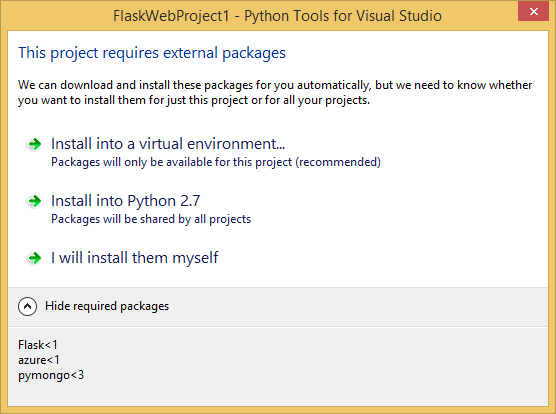 FlaskWebProject1 - Python Tools for Visual Studio
This project requires external packages
We can download and install these packages for you automatically, but we need to know whether
you want to install them for just this project or for all your projects.
Install into a virtual environment...
Packages will only be available for this project (recommended)
Install into Python 2.7
Packages will be shared by all projects
I will install them myself
Hide required packages
Flask<1
azure<1
pymongo<3